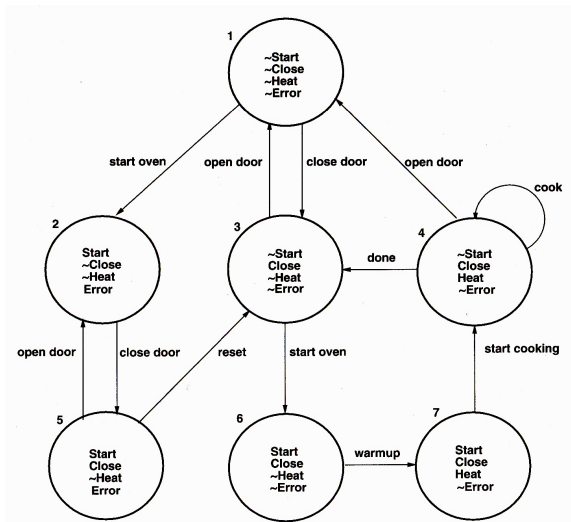 1
~Start
~Close
~Heat
~Error
start oven
open door
close door
open door
cook
2
Start
~Close
~Heat
Error
3
~Start
Close
~Heat
~Error
done
4
~Start
Close
Heat
~Error
open door
close door
reset
start oven
start cooking
5
Start
Close
~Heat
Error
6
Start
Close
~Heat
~Error
warmup
7
Start
Close
Heat
~Error